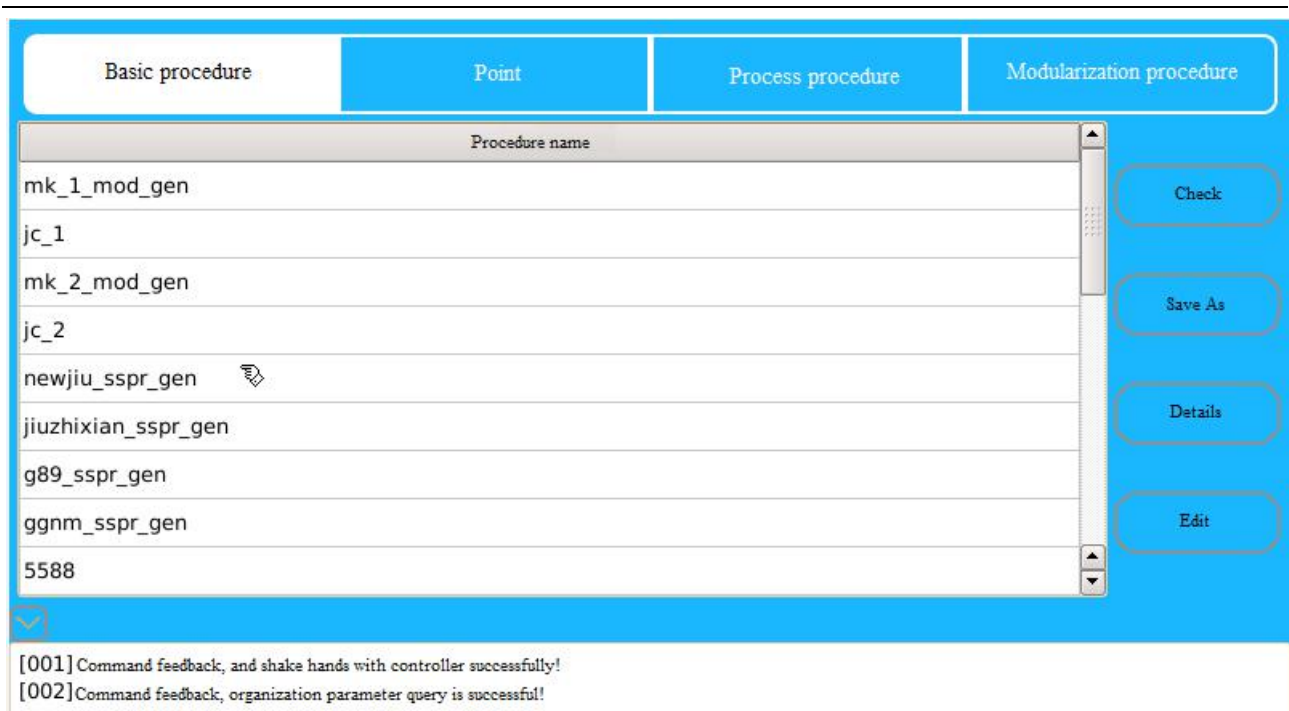 Basic procedure
Point
Process procedure
Modularization procedure
Procedure name
mk_1_mod_gen
jc_1
mk_2_mod_gen
jc_2
newjiu_sspr_gen
jiuzhixian_sspr_gen
g89_sspr_gen
ggnm_sspr_gen
5588
Check
Save As
Details
Edit
[001] Command feedback, and shake hands with controller successfully!
[002] Command feedback, organization parameter query is successful!